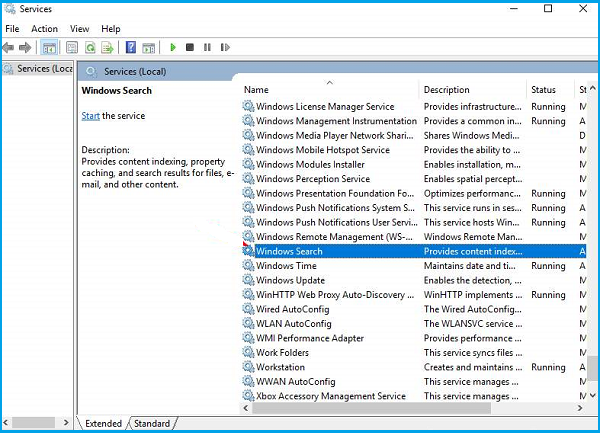 Services
File Action View Help
Services (Loca
Services (Local)
Windows Search
Start the service
Description:
Provides content indexing, property
caching, and search results for files, e-
mail, and other content.
Name Description Status St
Windows License Manager Service Provides infrastructure... Running M
Windows Management Instrumentation Provides a common in... Running A
Windows Media Player Network Shari... Shares Windows Medi... M
Windows Mobile Hotspot Service Provides the ability to ... M
Windows Modules Installer Enables installation, m... M
Windows Perception Service Enables spatial percept... M
Windows Presentation Foundation Fo... Optimizes performanc... Running M
Windows Push Notifications System S... This service runs in ses... Running A
Windows Push Notifications User Servi... This service hosts Win... Running A
Windows Remote Management (WS-... Windows Remote Man... M
Windows Search Provides content index... A
Windows Time Maintains date and ti... Running A
Windows Update Enables the detection, ... M
WinHTTP Web Proxy Auto-Discovery ... WinHTTP implements ... Running M
Wired AutoConfig The Wired AutoConfig... M
WLAN AutoConfig The WLANSVC service ... M
WMI Performance Adapter Provides performance ... M
Work Folders This service syncs files ... M
Workstation Creates and maintains ... Running A
WWAN AutoConfig This service manages ... M
Xbox Accessory Management Service This service manages ... M
Extended Standard